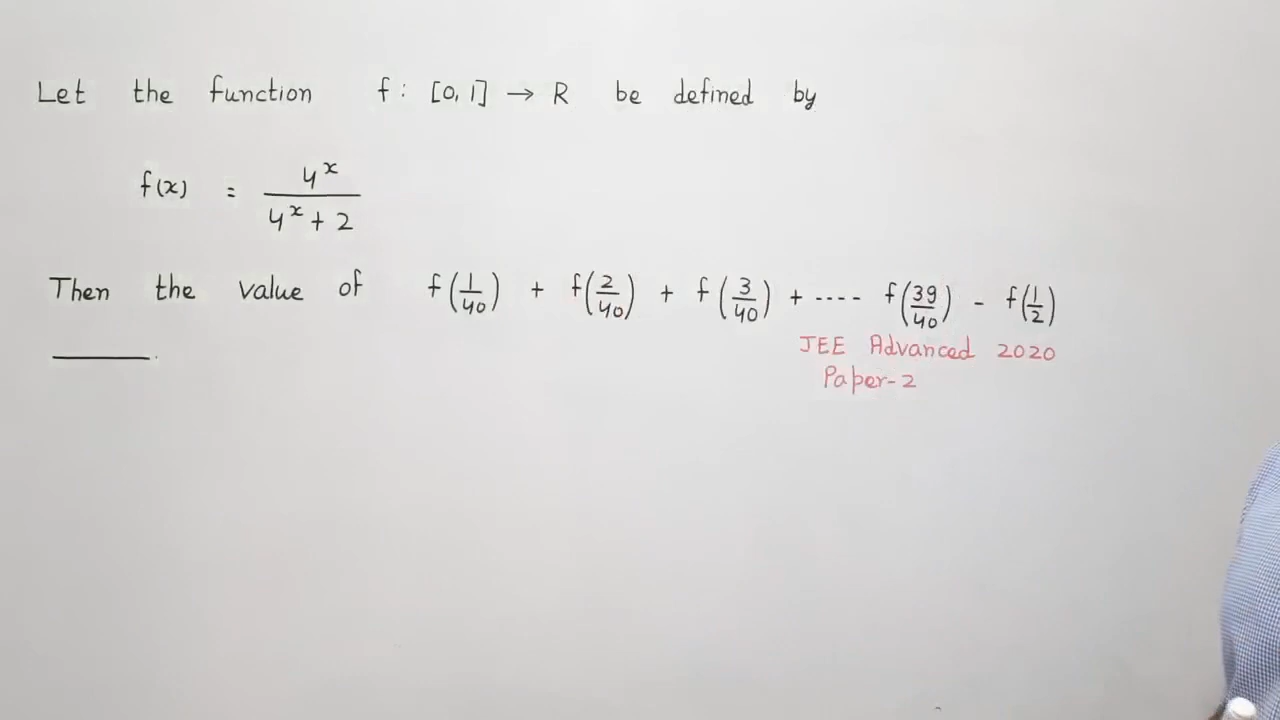 Let the function f : [0, 1] → R be defined by
f(x) = 4^x / (4^x + 2)
Then the value of f(1/40) + f(2/40) + f(3/40) + ---- f(39/40) - f(1/2)
JEE Advanced 2020
______.
Paper-2